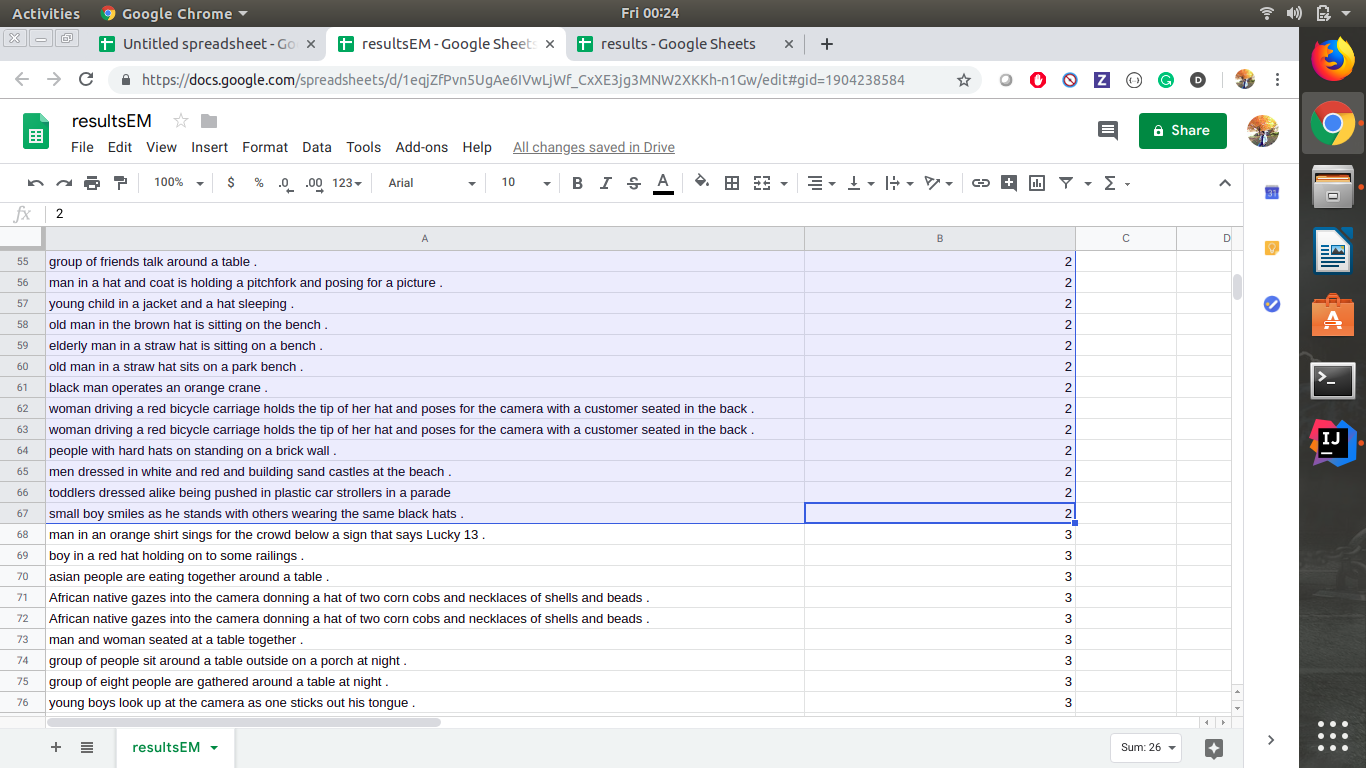 Activities Google Chrome Fri 00:24
Untitled spreadsheet - Go resultsEM - Google Sheets results - Google Sheets
https://docs.google.com/spreadsheets/d/1eqjZfPvn5UgAe6IVwLjWf_CxXE3jg3MNW2XKKh-n1Gw/edit#gid=1904238584
resultsEM
Share
File Edit View Insert Format Data Tools Add-ons Help All changes saved in Drive
100% $ % .0 .00 123 Arial 10 B I S A Σ
fx 2
A B C D
55 group of friends talk around a table . 2
56 man in a hat and coat is holding a pitchfork and posing for a picture . 2
57 young child in a jacket and a hat sleeping . 2
58 old man in the brown hat is sitting on the bench . 2
59 elderly man in a straw hat is sitting on a bench . 2
60 old man in a straw hat sits on a park bench . 2
61 black man operates an orange crane . 2
62 woman driving a red bicycle carriage holds the tip of her hat and poses for the camera with a customer seated in the back . 2
63 woman driving a red bicycle carriage holds the tip of her hat and poses for the camera with a customer seated in the back . 2
64 people with hard hats on standing on a brick wall . 2
65 men dressed in white and red and building sand castles at the beach . 2
66 toddlers dressed alike being pushed in plastic car strollers in a parade 2
67 small boy smiles as he stands with others wearing the same black hats . 2
68 man in an orange shirt sings for the crowd below a sign that says Lucky 13 . 3
69 boy in a red hat holding on to some railings . 3
70 asian people are eating together around a table . 3
71 African native gazes into the camera donning a hat of two corn cobs and necklaces of shells and beads . 3
72 African native gazes into the camera donning a hat of two corn cobs and necklaces of shells and beads . 3
73 man and woman seated at a table together . 3
74 group of people sit around a table outside on a porch at night . 3
75 group of eight people are gathered around a table at night . 3
76 young boys look up at the camera as one sticks out his tongue . 3
resultsEM Sum: 26